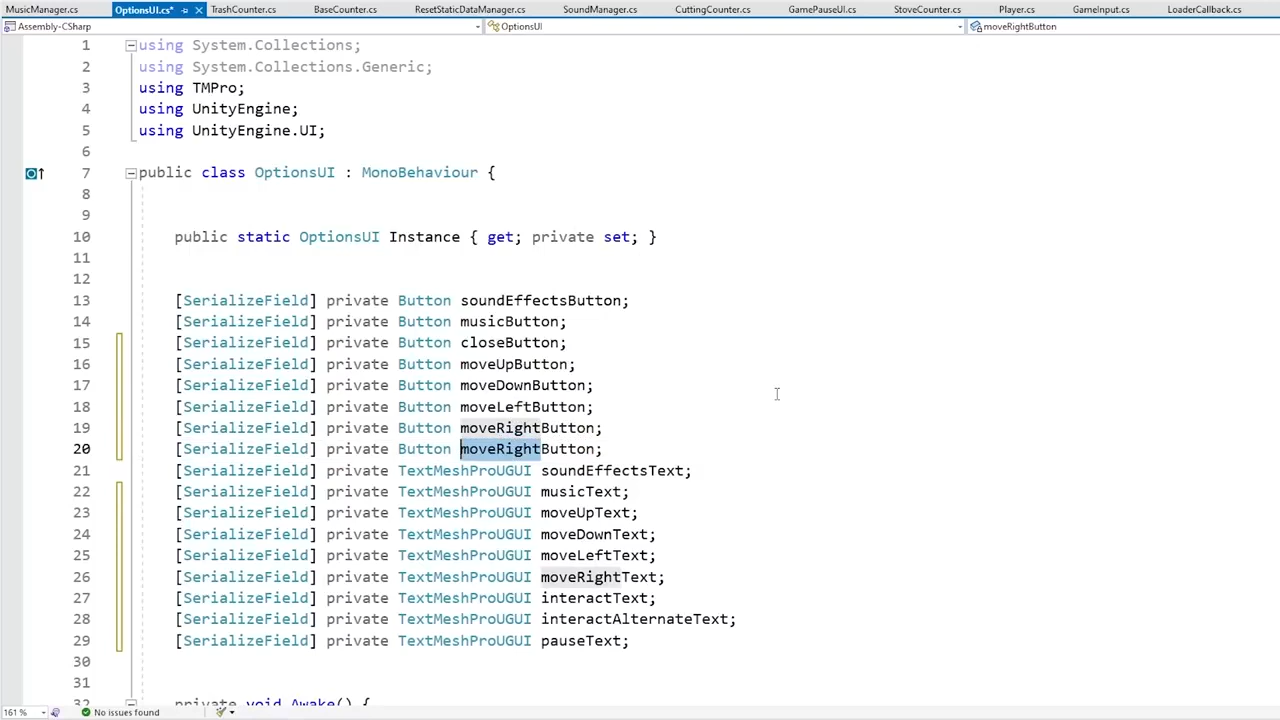 MusicManager.cs OptionsUI.cs* TrashCounter.cs BaseCounter.cs ResetStaticDataManager.cs SoundManager.cs CuttingCounter.cs GamePauseUI.cs StoveCounter.cs Player.cs GameInput.cs LoaderCallback.cs
Assembly-CSharp OptionsUI moveRightButton
1 using System.Collections;
2 using System.Collections.Generic;
3 using TMPro;
4 using UnityEngine;
5 using UnityEngine.UI;
6
7 public class OptionsUI : MonoBehaviour {
8
9
10 public static OptionsUI Instance { get; private set; }
11
12
13 [SerializeField] private Button soundEffectsButton;
14 [SerializeField] private Button musicButton;
15 [SerializeField] private Button closeButton;
16 [SerializeField] private Button moveUpButton;
17 [SerializeField] private Button moveDownButton;
18 [SerializeField] private Button moveLeftButton;
19 [SerializeField] private Button moveRightButton;
20 [SerializeField] private Button moveRightButton;
21 [SerializeField] private TextMeshProUGUI soundEffectsText;
22 [SerializeField] private TextMeshProUGUI musicText;
23 [SerializeField] private TextMeshProUGUI moveUpText;
24 [SerializeField] private TextMeshProUGUI moveDownText;
25 [SerializeField] private TextMeshProUGUI moveLeftText;
26 [SerializeField] private TextMeshProUGUI moveRightText;
27 [SerializeField] private TextMeshProUGUI interactText;
28 [SerializeField] private TextMeshProUGUI interactAlternateText;
29 [SerializeField] private TextMeshProUGUI pauseText;
30
31
32 private void Awake() {
161 % No issues found